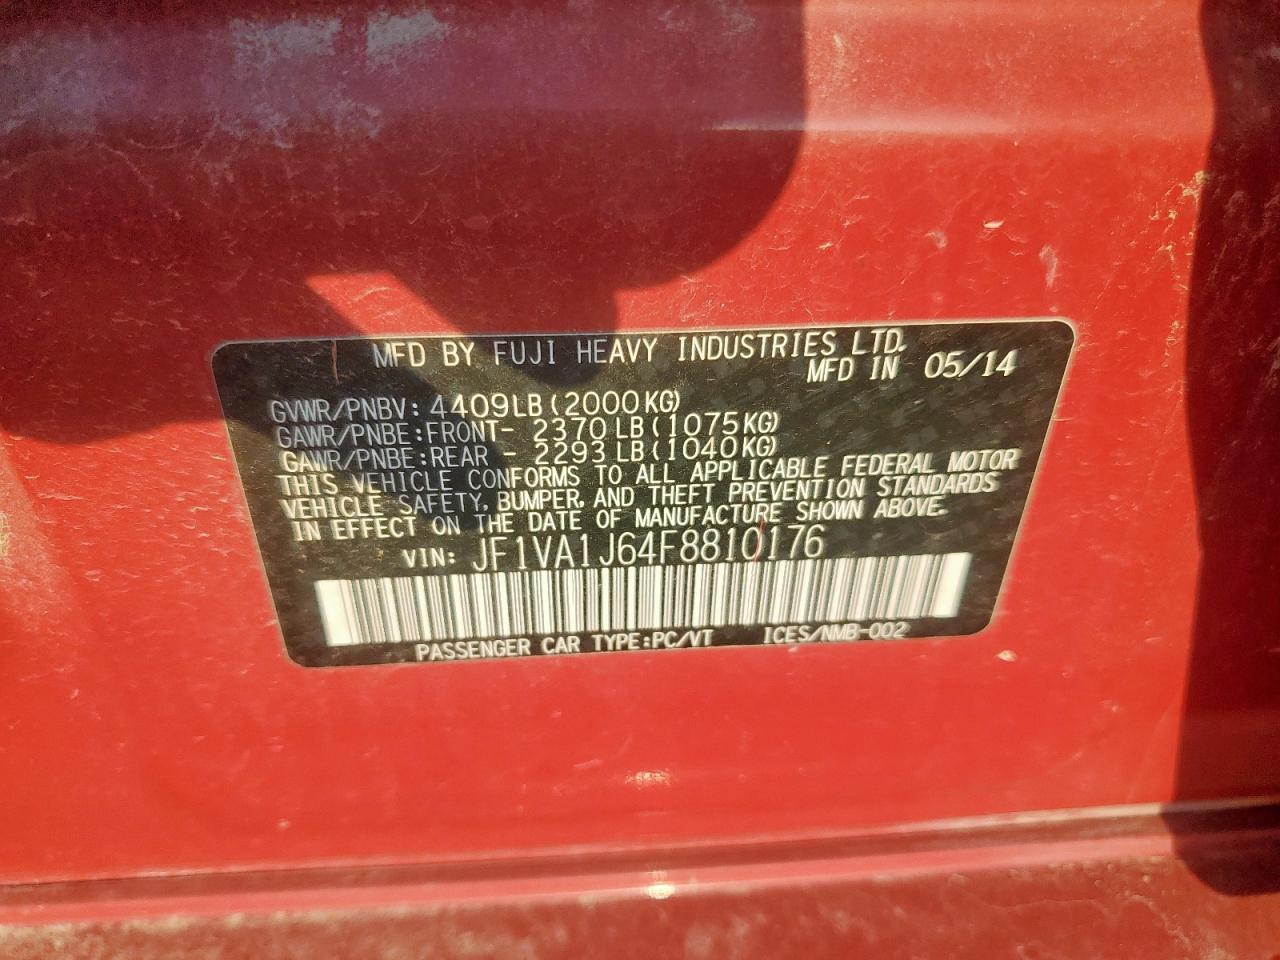 MFD BY FUJI HEAVY INDUSTRIES LTD.
MFD IN 05/14
GVWR/PNBV: 4409LB(2000KG)
GAWR/PNBE:FRONT- 2370LB(1075KG)
GAWR/PNBE:REAR - 2293LB(1040KG)
THIS VEHICLE CONFORMS TO ALL APPLICABLE FEDERAL MOTOR
VEHICLE SAFETY, BUMPER, AND THEFT PREVENTION STANDARDS
IN EFFECT ON THE DATE OF MANUFACTURE SHOWN ABOVE.
VIN: JF1VA1J64F8810176
PASSENGER CAR TYPE:PC/VT ICES/NMB-002